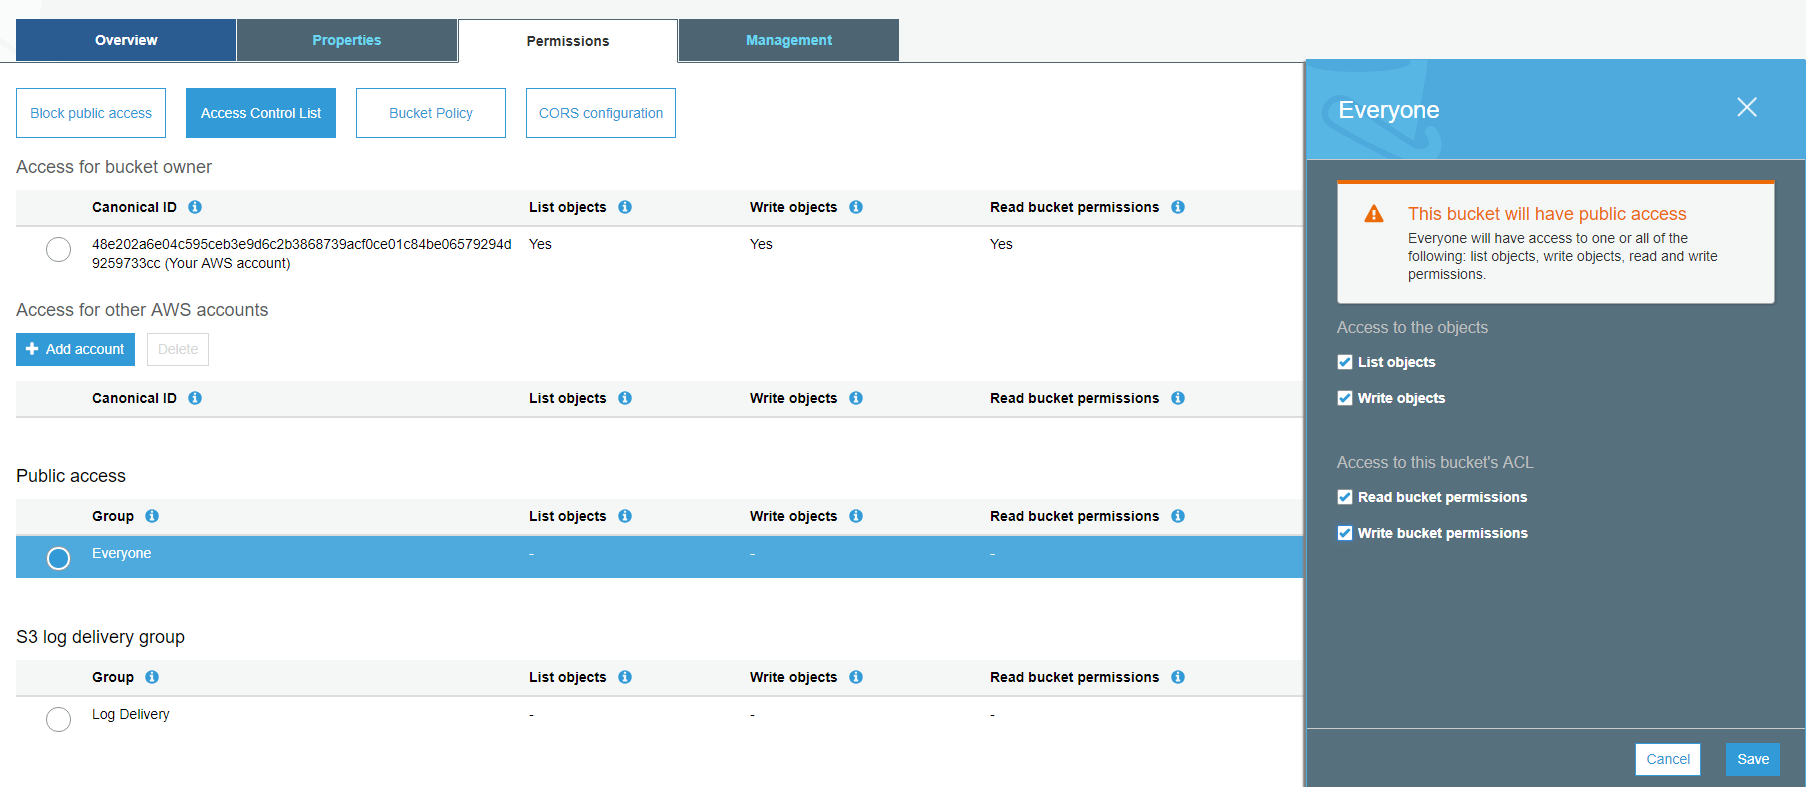 Overview
Properties
Permissions
Management
Block public access
Access Control List
Bucket Policy
CORS configuration
Access for bucket owner
Canonical ID List objects Write objects Read bucket permissions
48e202a6e04c595ceb3e9d6c2b3868739acf0ce01c84be06579294d Yes Yes Yes
9259733cc (Your AWS account)
Access for other AWS accounts
Add account Delete
Canonical ID List objects Write objects Read bucket permissions
Public access
Group List objects Write objects Read bucket permissions
Everyone - - -
S3 log delivery group
Group List objects Write objects Read bucket permissions
Log Delivery - - -
Everyone
This bucket will have public access
Everyone will have access to one or all of the
following: list objects, write objects, read and write
permissions.
Access to the objects
List objects
Write objects
Access to this bucket's ACL
Read bucket permissions
Write bucket permissions
Cancel Save